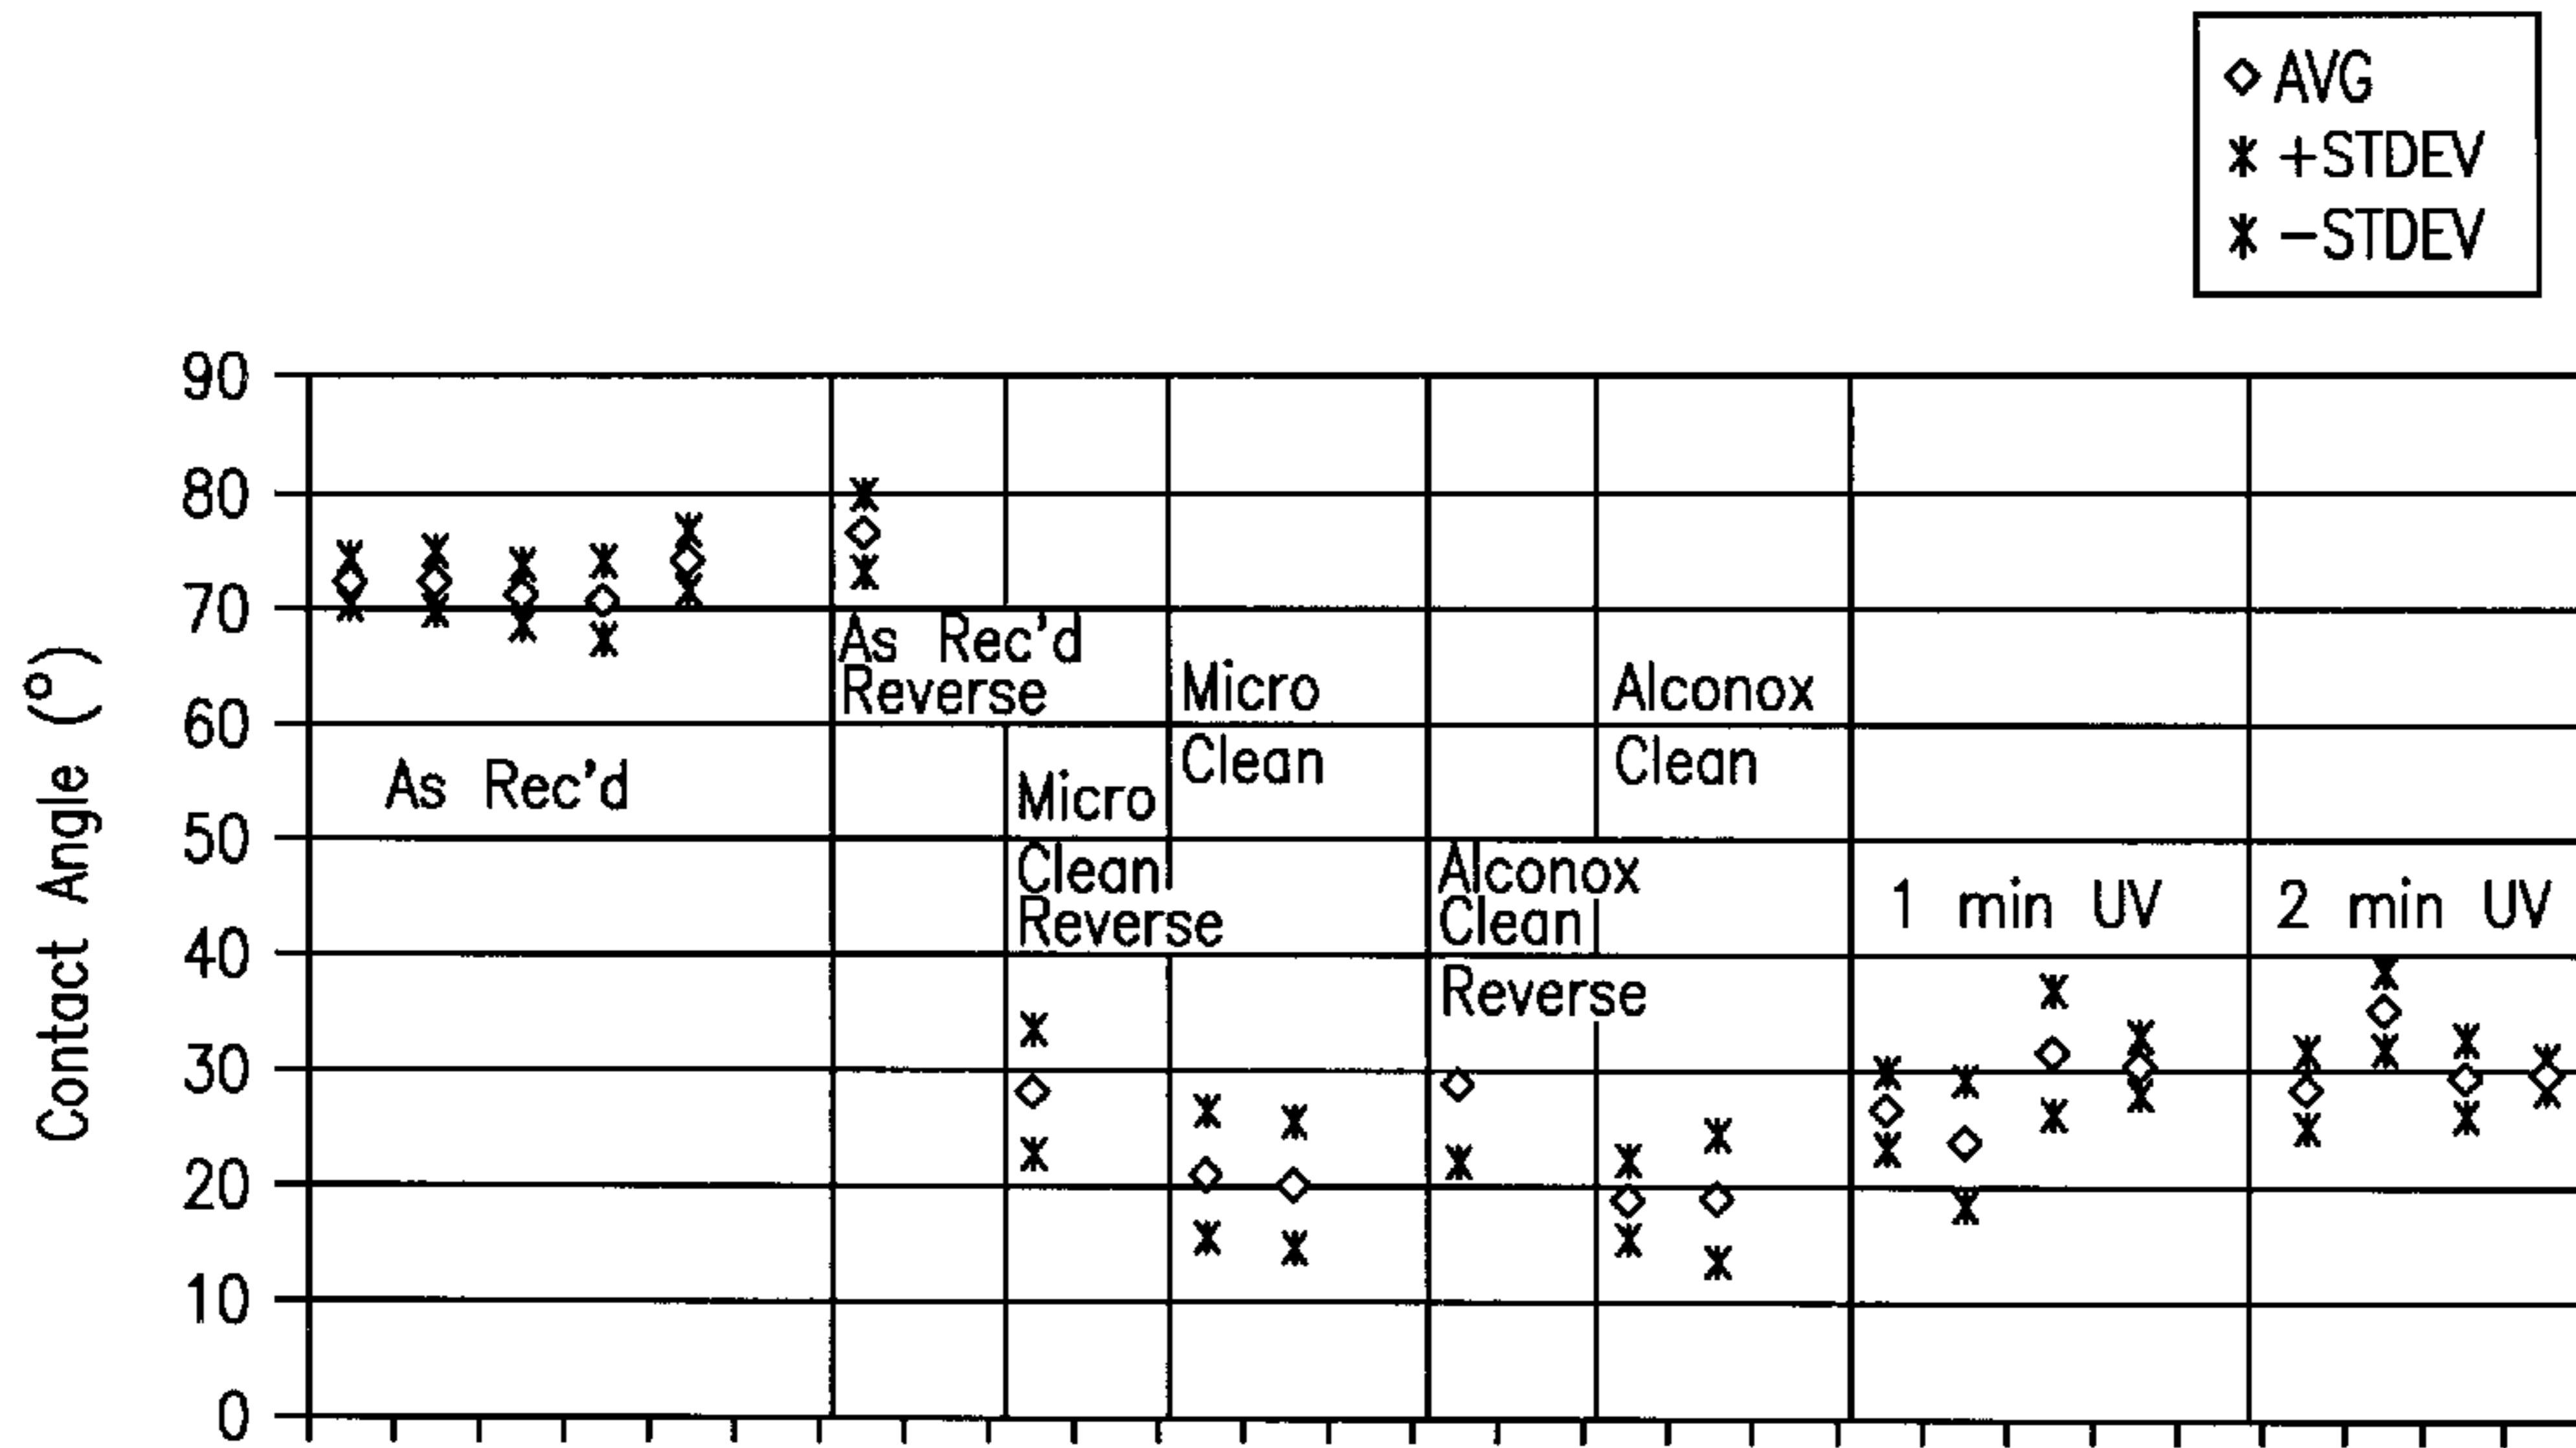 AVG
+STDEV
−STDEV
90
80
70
60
50
40
30
20
10
0
Contact Angle (°)
As Rec'd
As Rec'd
Reverse
Micro
Clean
Reverse
Micro
Clean
Alconox
Clean
Reverse
Alconox
Clean
1 min UV
2 min UV